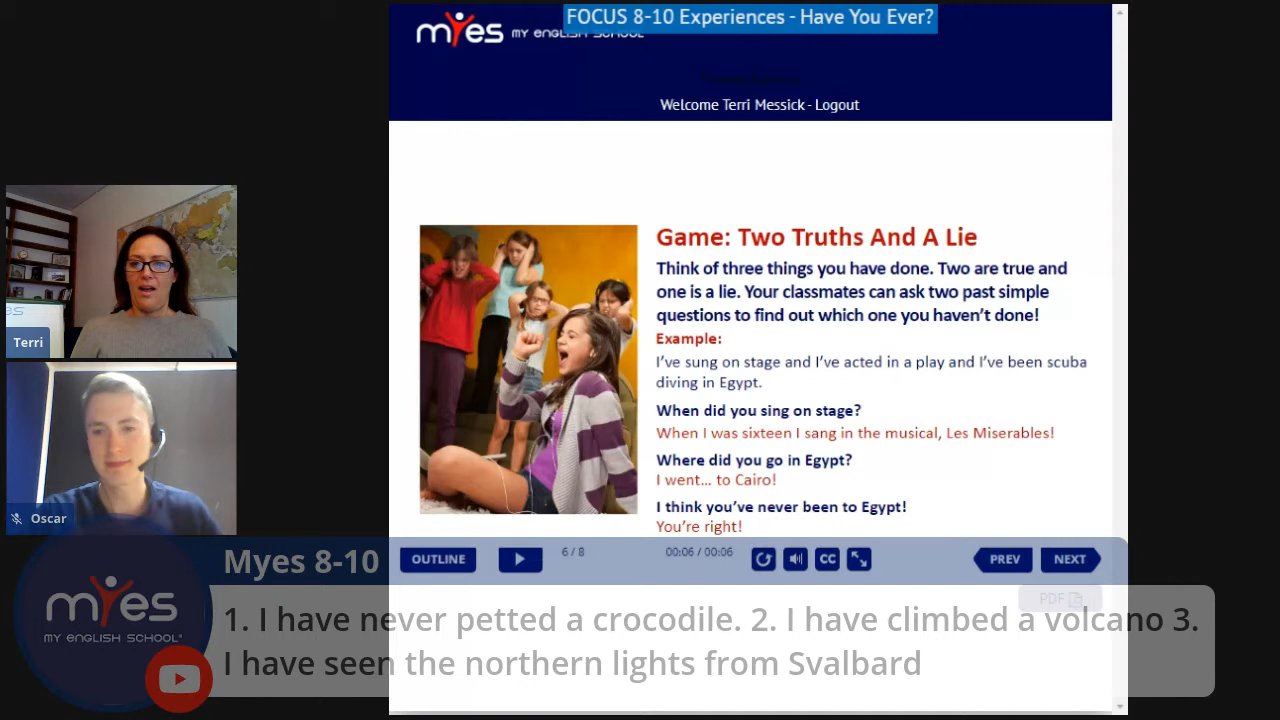 FOCUS 8-10 Experiences - Have You Ever?
myes MY ENGLISH SCHOOL
Welcome Terri Messick - Logout
Game: Two Truths And A Lie
Think of three things you have done. Two are true and
one is a lie. Your classmates can ask two past simple
questions to find out which one you haven't done!
Example:
I've sung on stage and I've acted in a play and I've been scuba
diving in Egypt.
When did you sing on stage?
When I was sixteen I sang in the musical, Les Miserables!
Where did you go in Egypt?
I went... to Cairo!
I think you've never been to Egypt!
You're right!
Terri
Oscar
OUTLINE
6 / 8
00:06 / 00:06
CC
PREV
NEXT
PDF
Myes 8-10
1. I have never petted a crocodile. 2. I have climbed a volcano 3.
I have seen the northern lights from Svalbard
myes
MY ENGLISH SCHOOL